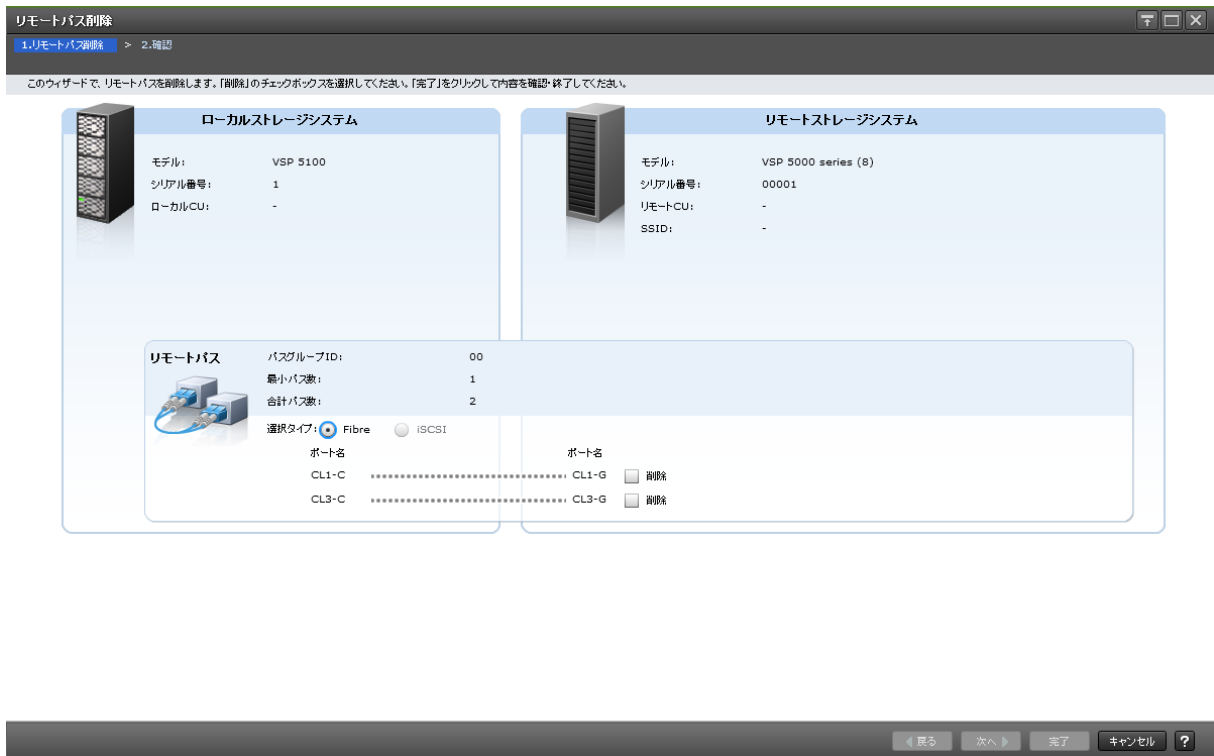 リモートパス削除
1.リモートパス削除 > 2.確認
このウィザードで、リモートパスを削除します。「削除」のチェックボックスを選択してください。「完了」をクリックして内容を確認・終了してください。
ローカルストレージシステム
モデル: VSP 5100
シリアル番号: 1
ローカルCU: -
リモートストレージシステム
モデル: VSP 5000 series (8)
シリアル番号: 00001
リモートCU: -
SSID: -
リモートパス
パスグループID: 00
最小パス数: 1
合計パス数: 2
選択タイプ: Fibre iSCSI
ポート名 ポート名
CL1-C CL1-G 削除
CL3-C CL3-G 削除
戻る 次へ 完了 キャンセル ?